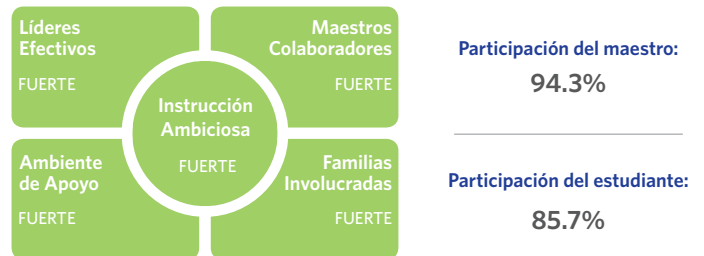 Líderes
Efectivos
FUERTE
Maestros
Colaboradores
FUERTE
Instrucción
Ambiciosa
FUERTE
Ambiente
de Apoyo
FUERTE
Familias
Involucradas
FUERTE
Participación del maestro:
94.3%
Participación del estudiante:
85.7%